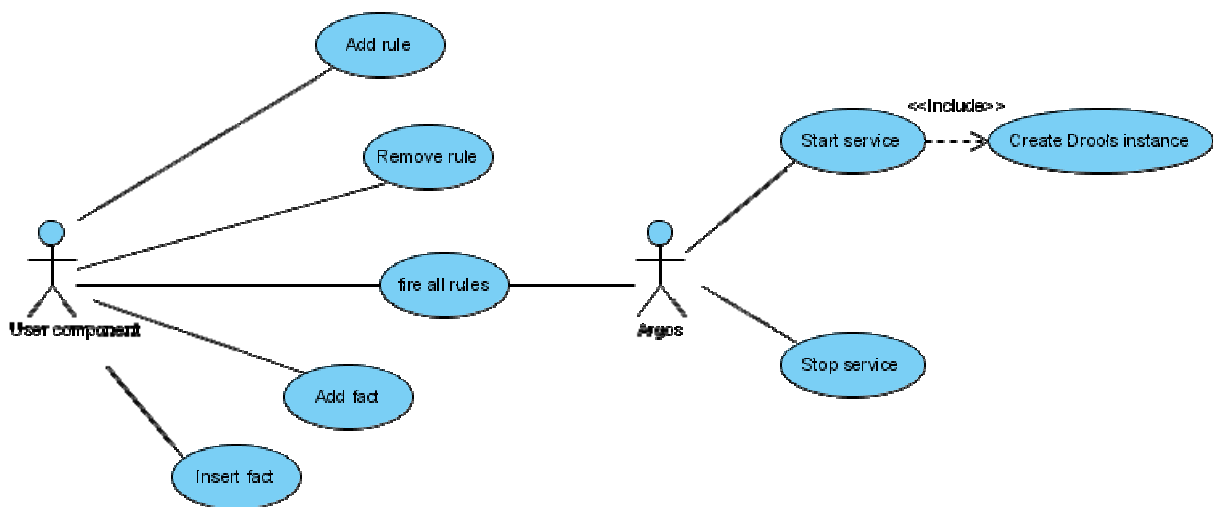 Add rule
<<Include>>
Remove rule
Start service
Create Drool's instance
fire all rules
User component
Argos
Stop service
Add fact
Insert fact